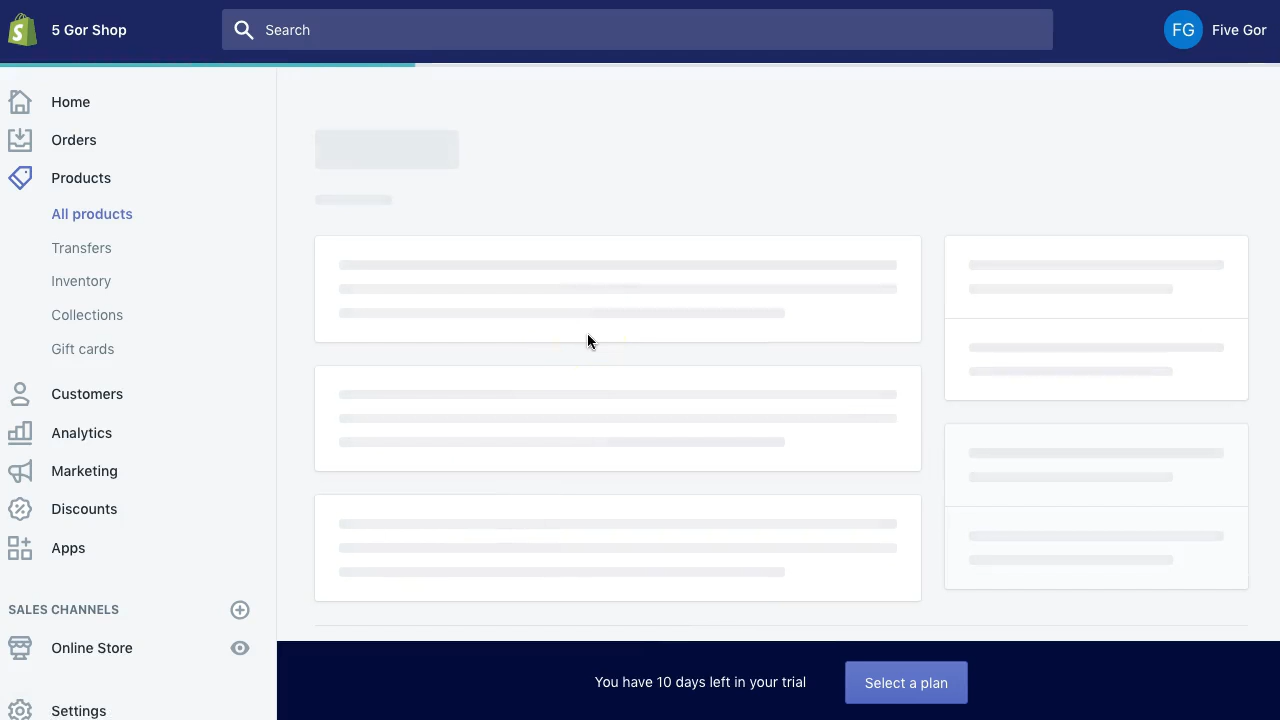 5 Gor Shop
Search
FG
Five Gor
Home
Orders
Products
All products
Transfers
Inventory
Collections
Gift cards
Customers
Analytics
Marketing
Discounts
Apps
SALES CHANNELS
Online Store
Settings
You have 10 days left in your trial
Select a plan